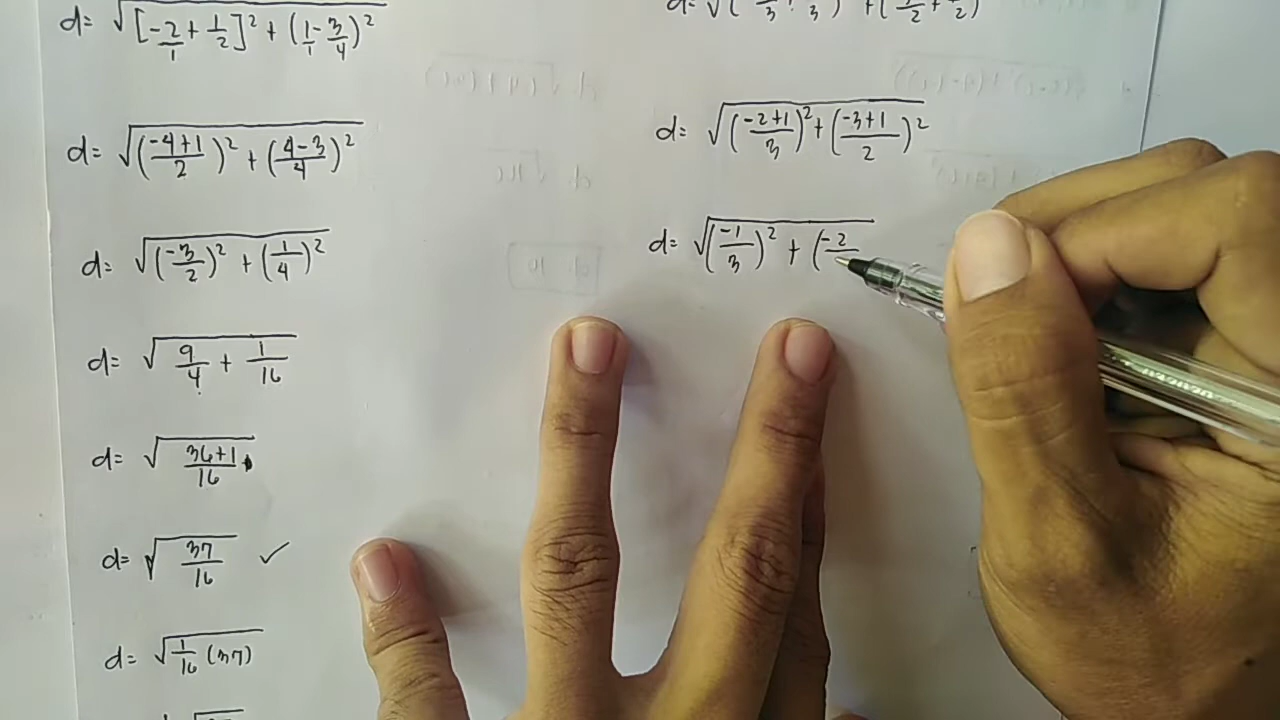 d= √[-2/1 + 1/2]² + (1/1 - 3/4)²
d= √(-4+1/2)² + (4-3/4)²
d= √(-3/2)² + (1/4)²
d= √9/4 + 1/16
d= √36+1/16
d= √37/16 ✓
d= √1/16 (37)
d= √(-2+1/3)² + (-3+1/2)²
d= √(-1/3)² + (-2/